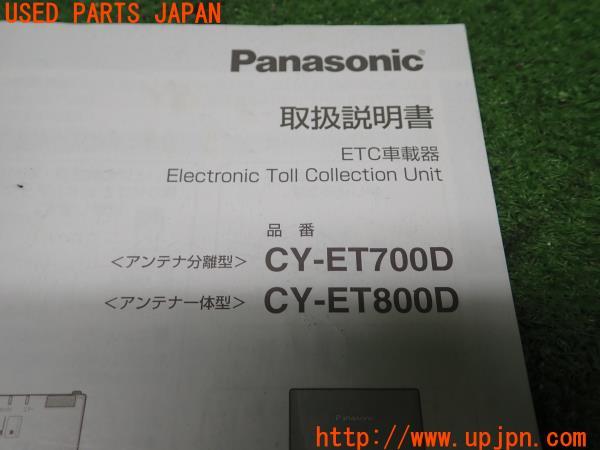 USED PARTS JAPAN
Panasonic®
取扱説明書
ETC車載器
Electronic Toll Collection Unit
品 番
<アンテナ分離型> CY-ET700D
<アンテナ一体型> CY-ET800D
Panasonic
http://www.upjpn.com/